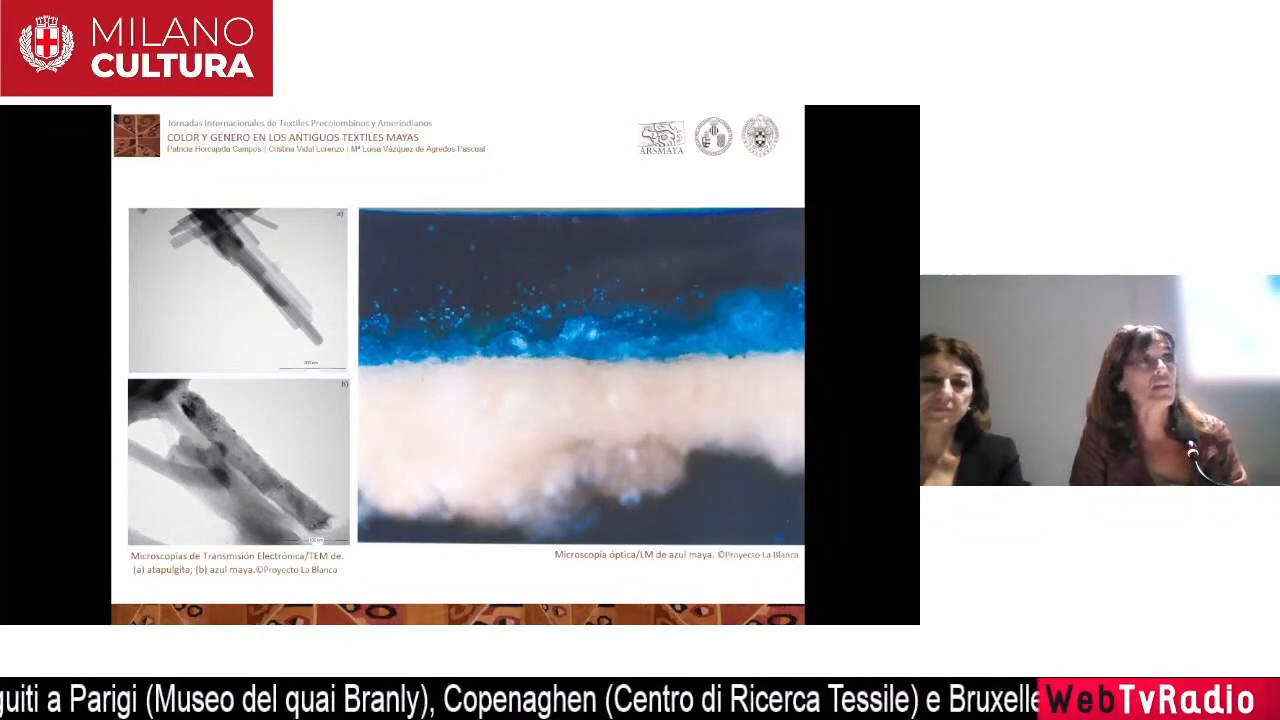 MILANO
CULTURA
Jornadas Internacionales de Textiles Precolombinos y Amerindianos
COLOR Y GÉNERO EN LOS ANTIGUOS TEXTILES MAYAS
Patricia Horcajada Campos | Cristina Vidal Lorenzo | Mª Luisa Vázquez de Ágredos Pascual
ARSMAYA
a)
b)
Microscopías de Transmisión Electrónica/TEM de:
(a) atapulgita; (b) azul maya.©Proyecto La Blanca
Microscopía óptica/LM de azul maya. ©Proyecto La Blanca
guiti a Parigi (Museo del quai Branly), Copenaghen (Centro di Ricerca Tessile) e Bruxelle
WebTvRadio